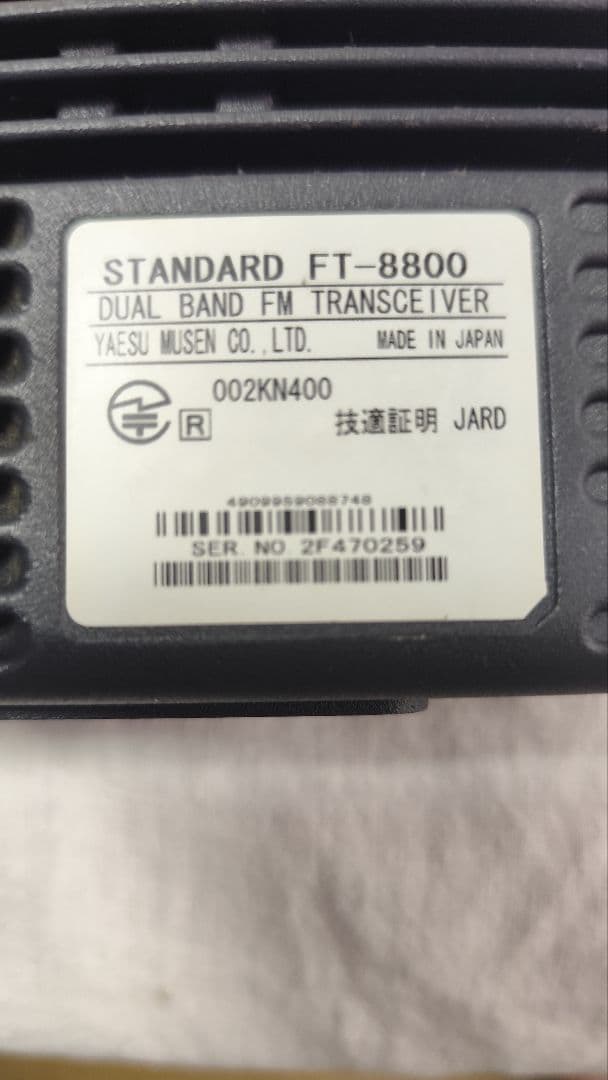 STANDARD FT-8800
DUAL BAND FM TRANSCEIVER
YAESU MUSEN CO.,LTD. MADE IN JAPAN
R 002KN400
技適証明 JARD
4909959088748
SER. NO. 2F470259